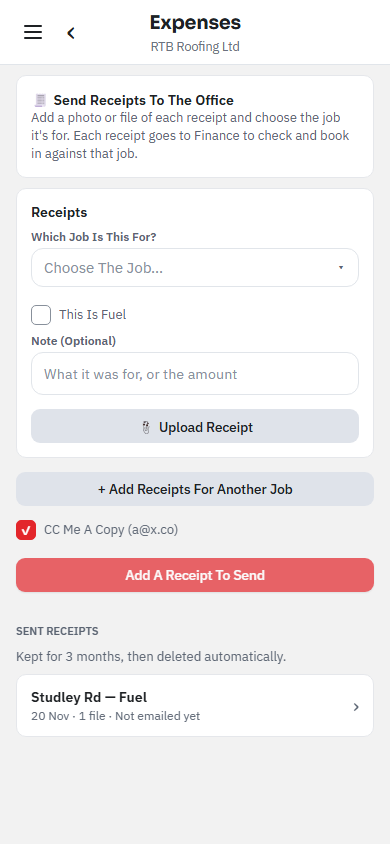 Expenses
RTB Roofing Ltd
Send Receipts To The Office
Add a photo or file of each receipt and choose the job
it's for. Each receipt goes to Finance to check and book
in against that job.
Receipts
Which Job Is This For?
Choose The Job...
This Is Fuel
Note (Optional)
What it was for, or the amount
Upload Receipt
+ Add Receipts For Another Job
CC Me A Copy (a@x.co)
Add A Receipt To Send
SENT RECEIPTS
Kept for 3 months, then deleted automatically.
Studley Rd — Fuel
20 Nov · 1 file · Not emailed yet